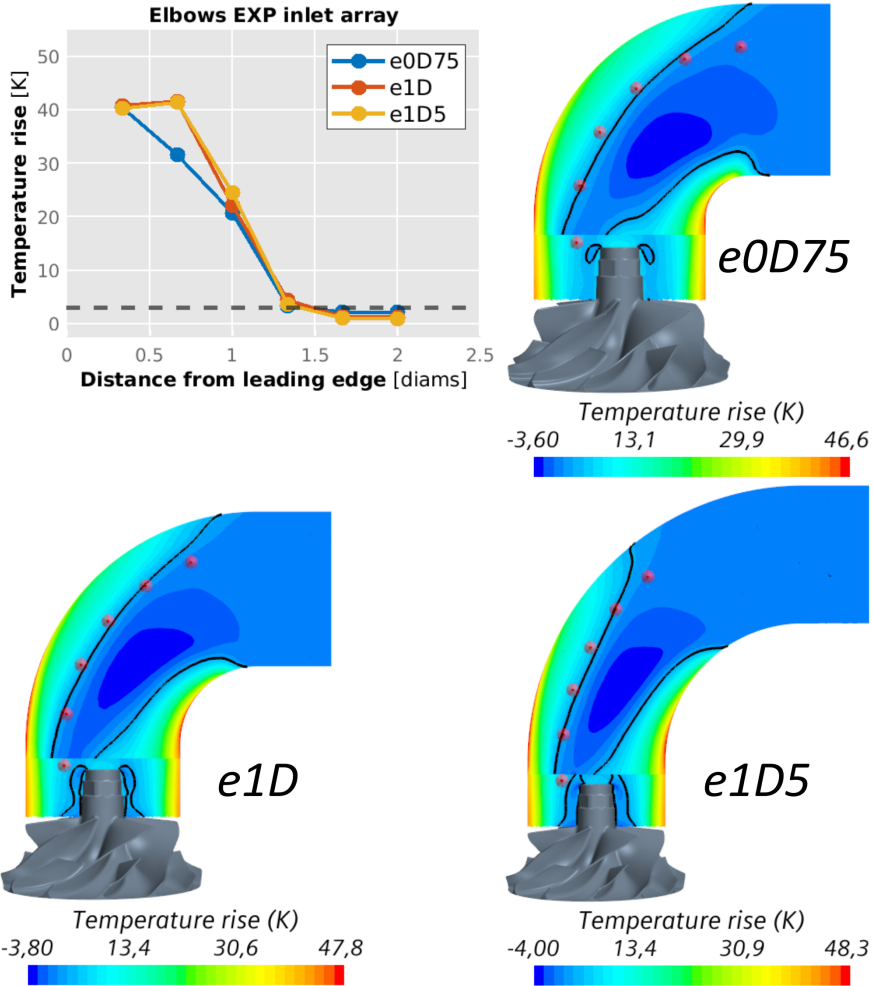 Elbows EXP inlet array
Temperature rise [K]
50
40
30
20
10
0
e0D75
e1D
e1D5
0 0.5 1 1.5 2 2.5
Distance from leading edge [diams]
e0D75
Temperature rise (K)
-3,60 13,1 29,9 46,6
e1D
Temperature rise (K)
-3,80 13,4 30,6 47,8
e1D5
Temperature rise (K)
-4,00 13,4 30,9 48,3